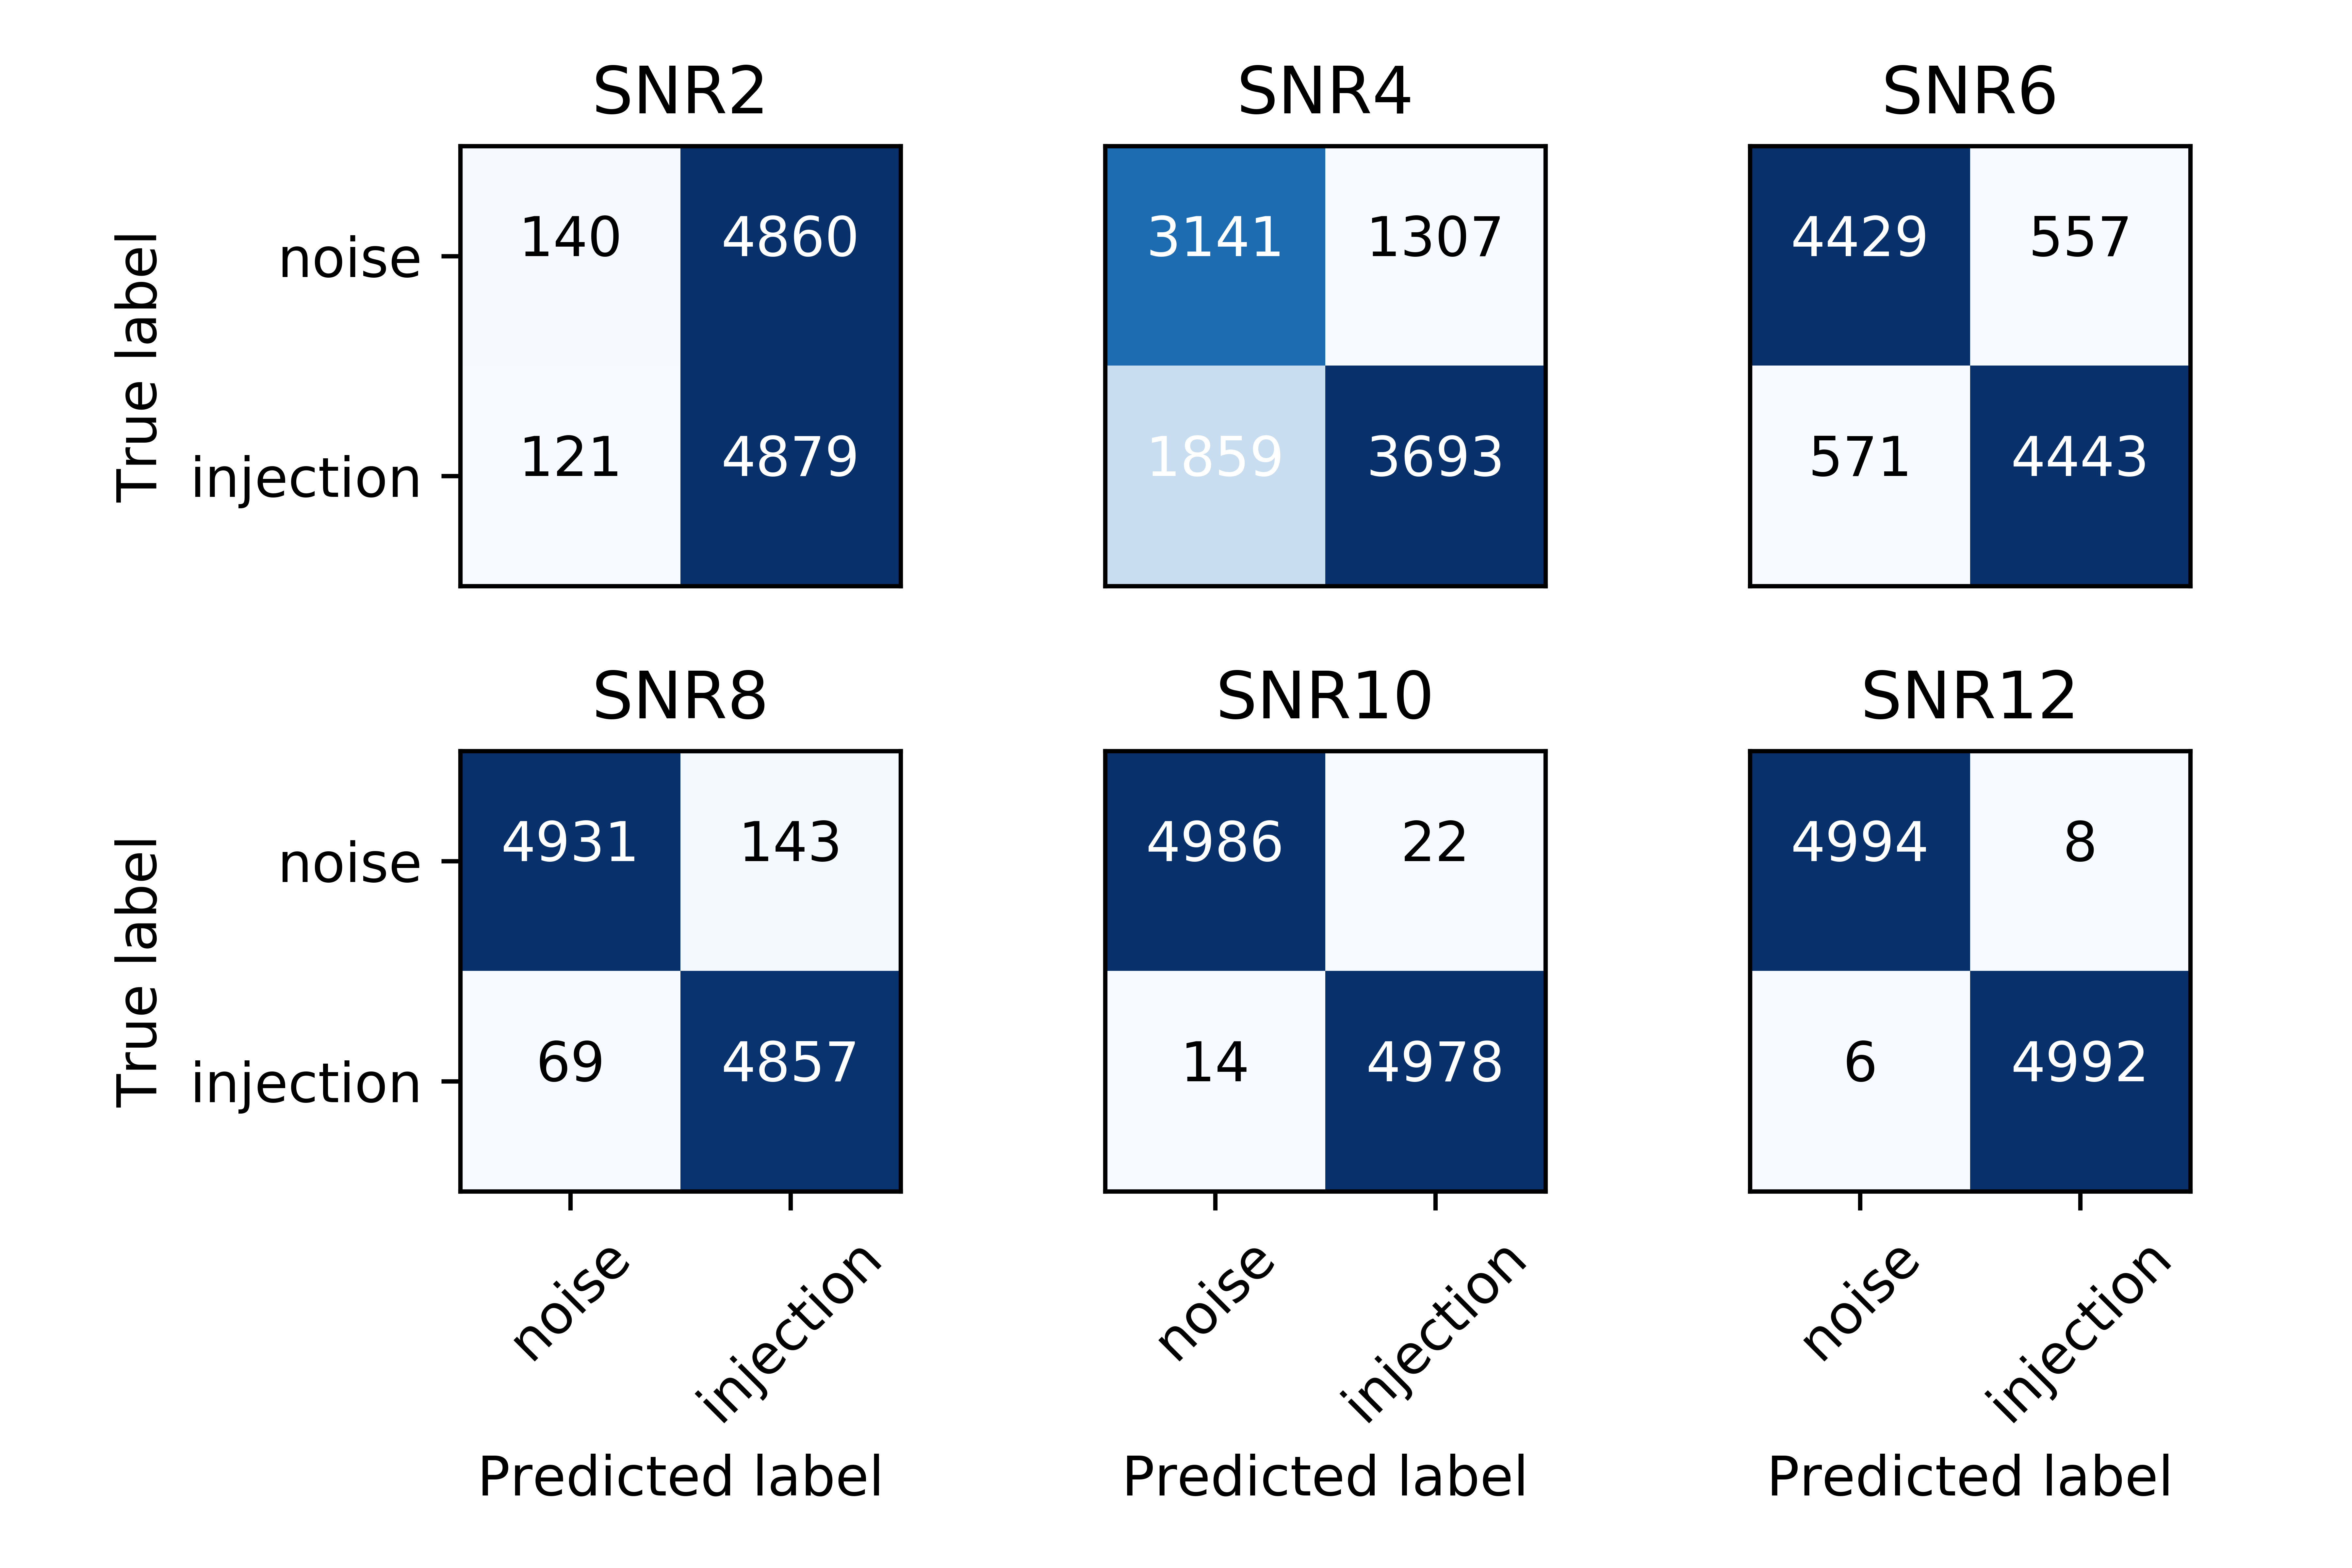 SNR2 SNR4 SNR6
True label
noise 140 4860 3141 1307 4429 557
injection 121 4879 1859 3693 571 4443
SNR8 SNR10 SNR12
True label
noise 4931 143 4986 22 4994 8
injection 69 4857 14 4978 6 4992
noise injection noise injection noise injection
Predicted label Predicted label Predicted label